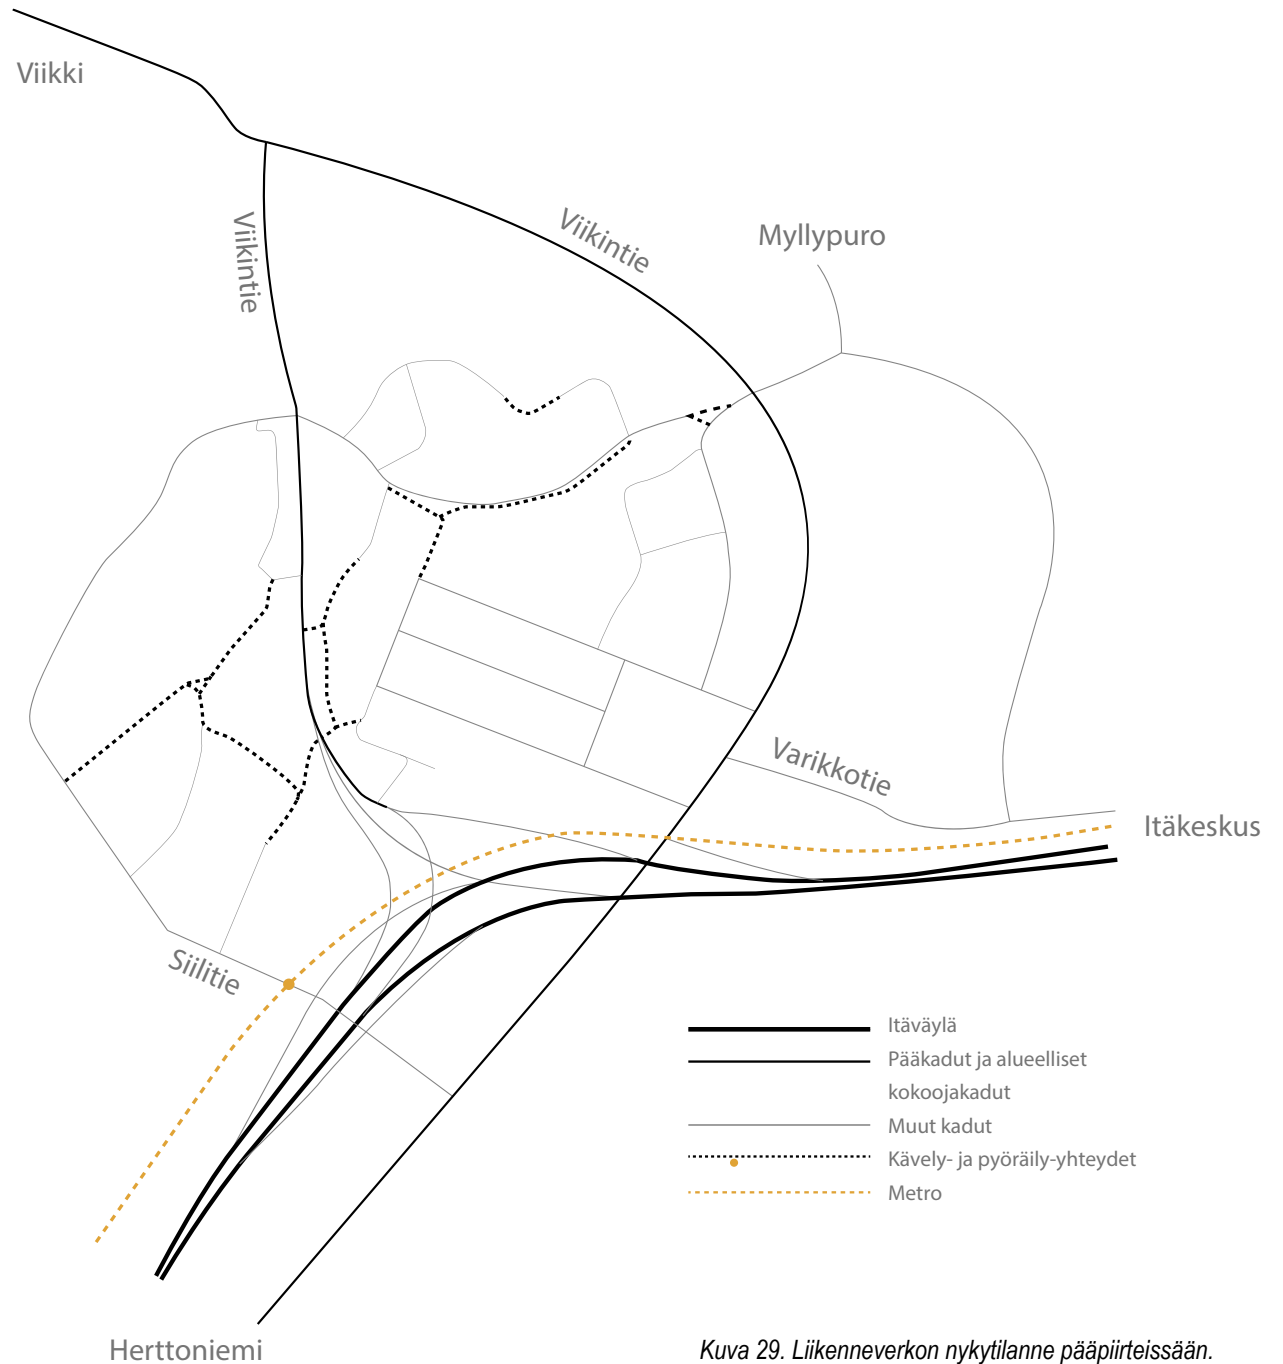 Viikki
Viikintie
Viikintie
Myllypuro
Varikkotie
Itäkeskus
Siilitie
Itäväylä
Pääkadut ja alueelliset
kokoojakadut
Muut kadut
Kävely- ja pyöräily-yhteydet
Metro
Herttoniemi
Kuva 29. Liikenneverkon nykytilanne pääpiirteissään.